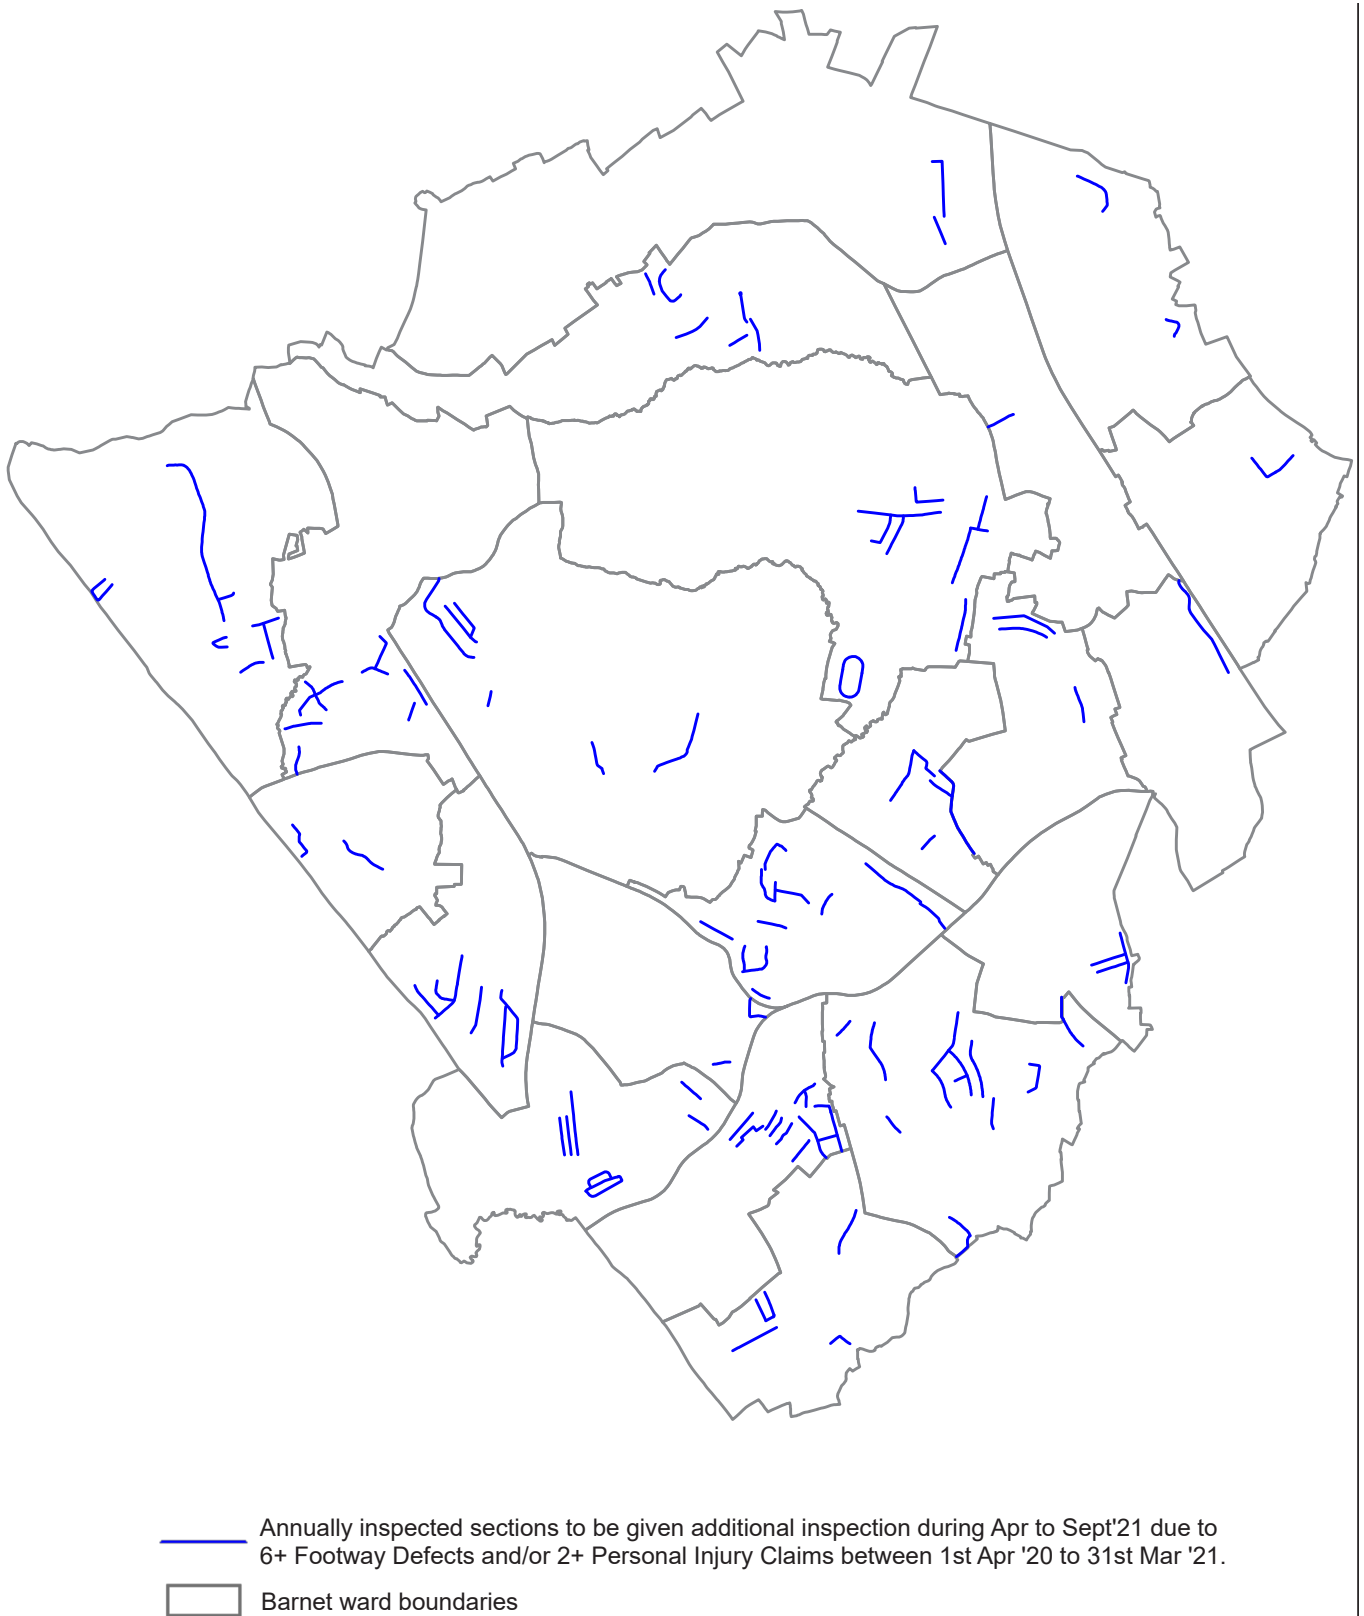 Annually inspected sections to be given additional inspection during Apr to Sept'21 due to
6+ Footway Defects and/or 2+ Personal Injury Claims between 1st Apr '20 to 31st Mar '21.
Barnet ward boundaries